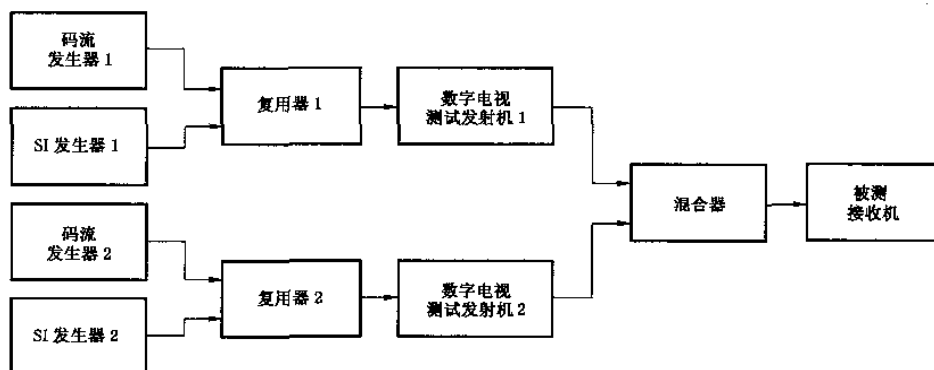 码流
发生器 1
SI 发生器 1
复用器 1
数字电视
测试发射机 1
码流
发生器 2
SI 发生器 2
复用器 2
数字电视
测试发射机 2
混合器
被测
接收机